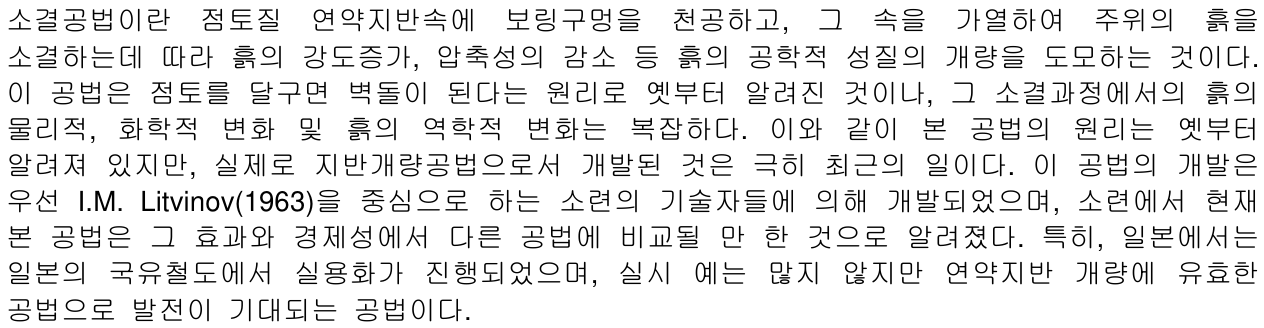 소결공법이란 점토질 연약지반속에 보링구멍을 천공하고, 그 속을 가열하여 주위의 흙을
소결하는데 따라 흙의 강도증가, 압축성의 감소 등 흙의 공학적 성질의 개량을 도모하는 것이다.
이 공법은 점토를 달구면 벽돌이 된다는 원리로 옛부터 알려진 것이나, 그 소결과정에서의 흙의
물리적, 화학적 변화 및 흙의 역학적 변화는 복잡하다. 이와 같이 본 공법의 원리는 옛부터
알려져 있지만, 실제로 지반개량공법으로서 개발된 것은 극히 최근의 일이다. 이 공법의 개발은
우선 I.M. Litvinov(1963)을 중심으로 하는 소련의 기술자들에 의해 개발되었으며, 소련에서 현재
본 공법은 그 효과와 경제성에서 다른 공법에 비교될 만 한 것으로 알려졌다. 특히, 일본에서는
일본의 국유철도에서 실용화가 진행되었으며, 실시 예는 많지 않지만 연약지반 개량에 유효한
공법으로 발전이 기대되는 공법이다.